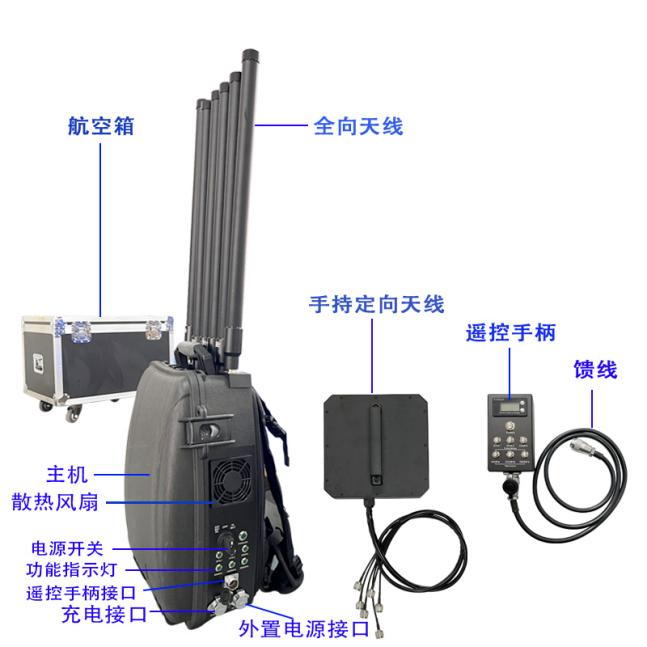 航空箱
全向天线
手持定向天线
遥控手柄
馈线
主机
散热风扇
电源开关
功能指示灯
遥控手柄接口
充电接口
外置电源接口